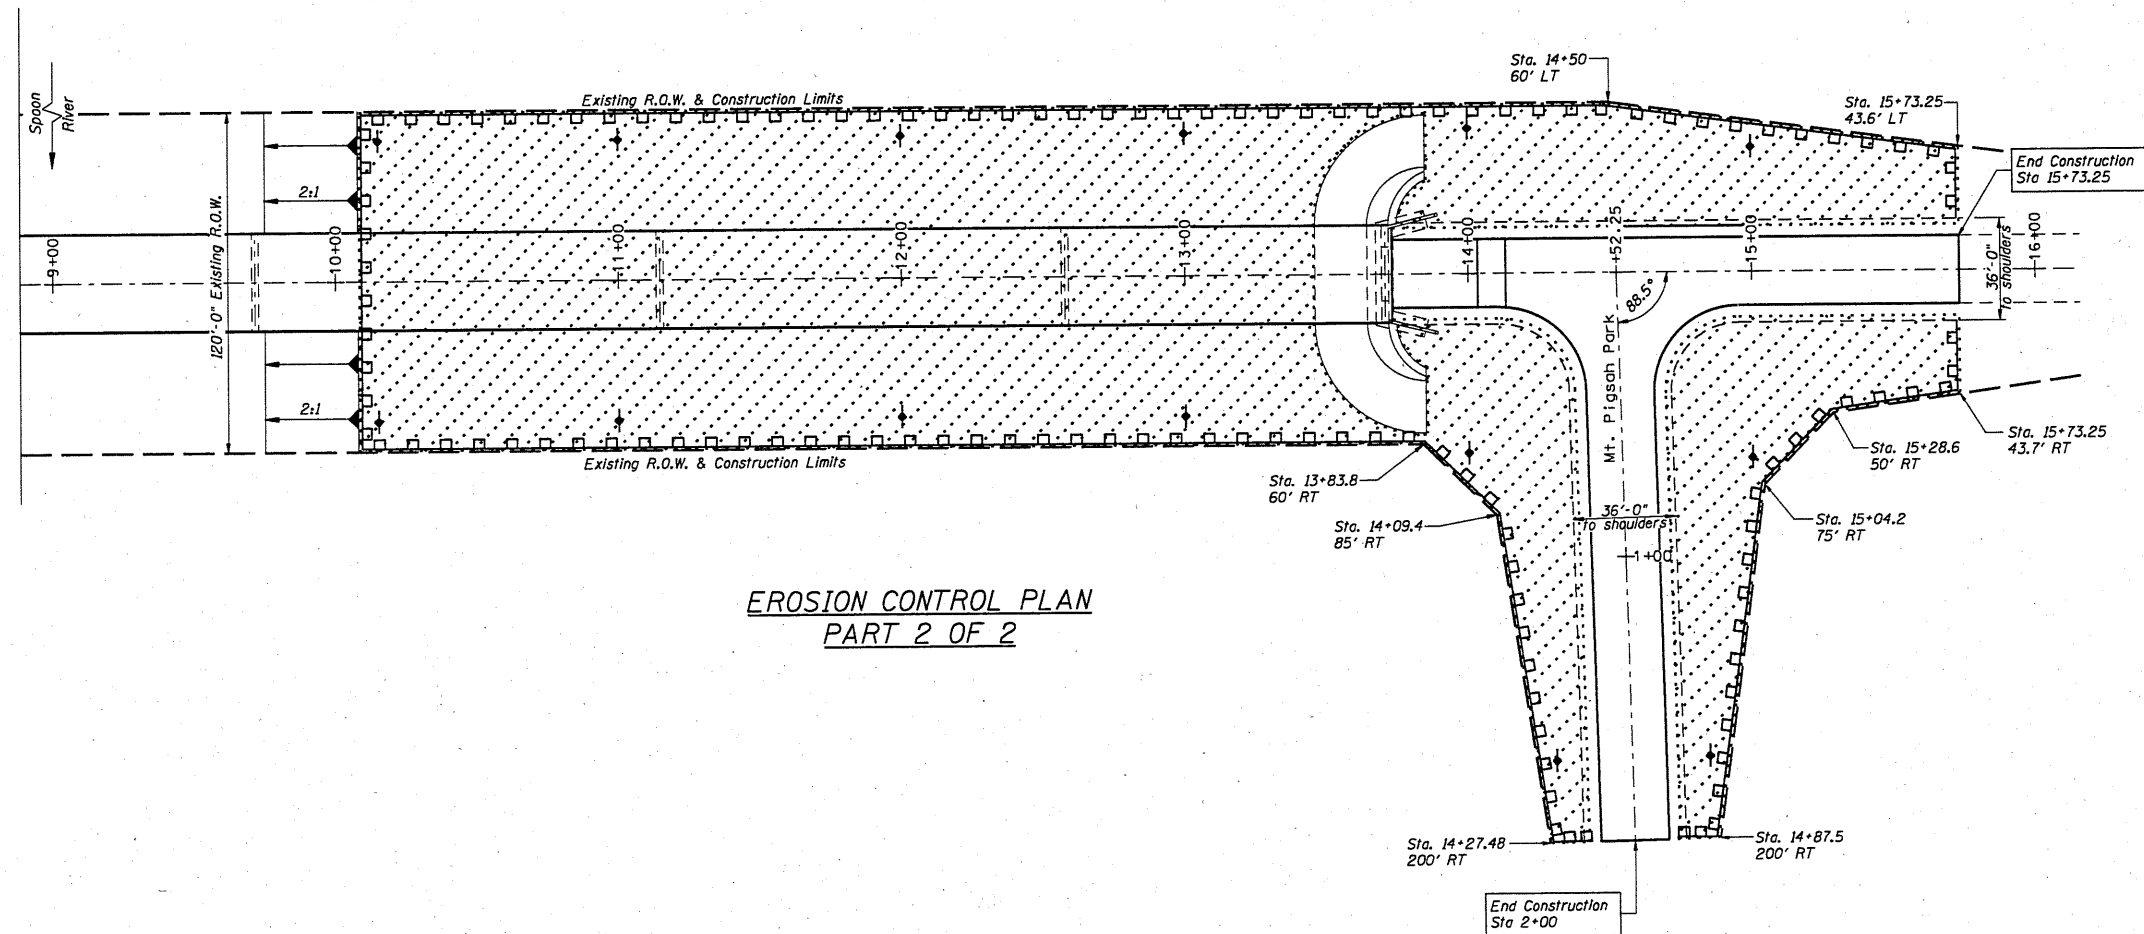 Spoon
River
Existing R.O.W. & Construction Limits
Sta. 14+50
60' LT
Sta. 15+73.25
43.6' LT
End Construction
Sta 15+73.25
2:1
120'-0" Existing R.O.W.
9+00
10+00
11+00
12+00
13+00
14+00
+52.25
15+00
16+00
36'-0"
to shoulders
88.5°
Mt. Pigsah Park
2:1
Existing R.O.W. & Construction Limits
Sta. 13+83.8
60' RT
Sta. 14+09.4
85' RT
36'-0"
to shoulders
1+00
Sta. 15+73.25
43.7' RT
Sta. 15+28.6
50' RT
Sta. 15+04.2
75' RT
EROSION CONTROL PLAN
PART 2 OF 2
Sta. 14+27.48
200' RT
Sta. 14+87.5
200' RT
End Construction
Sta 2+00